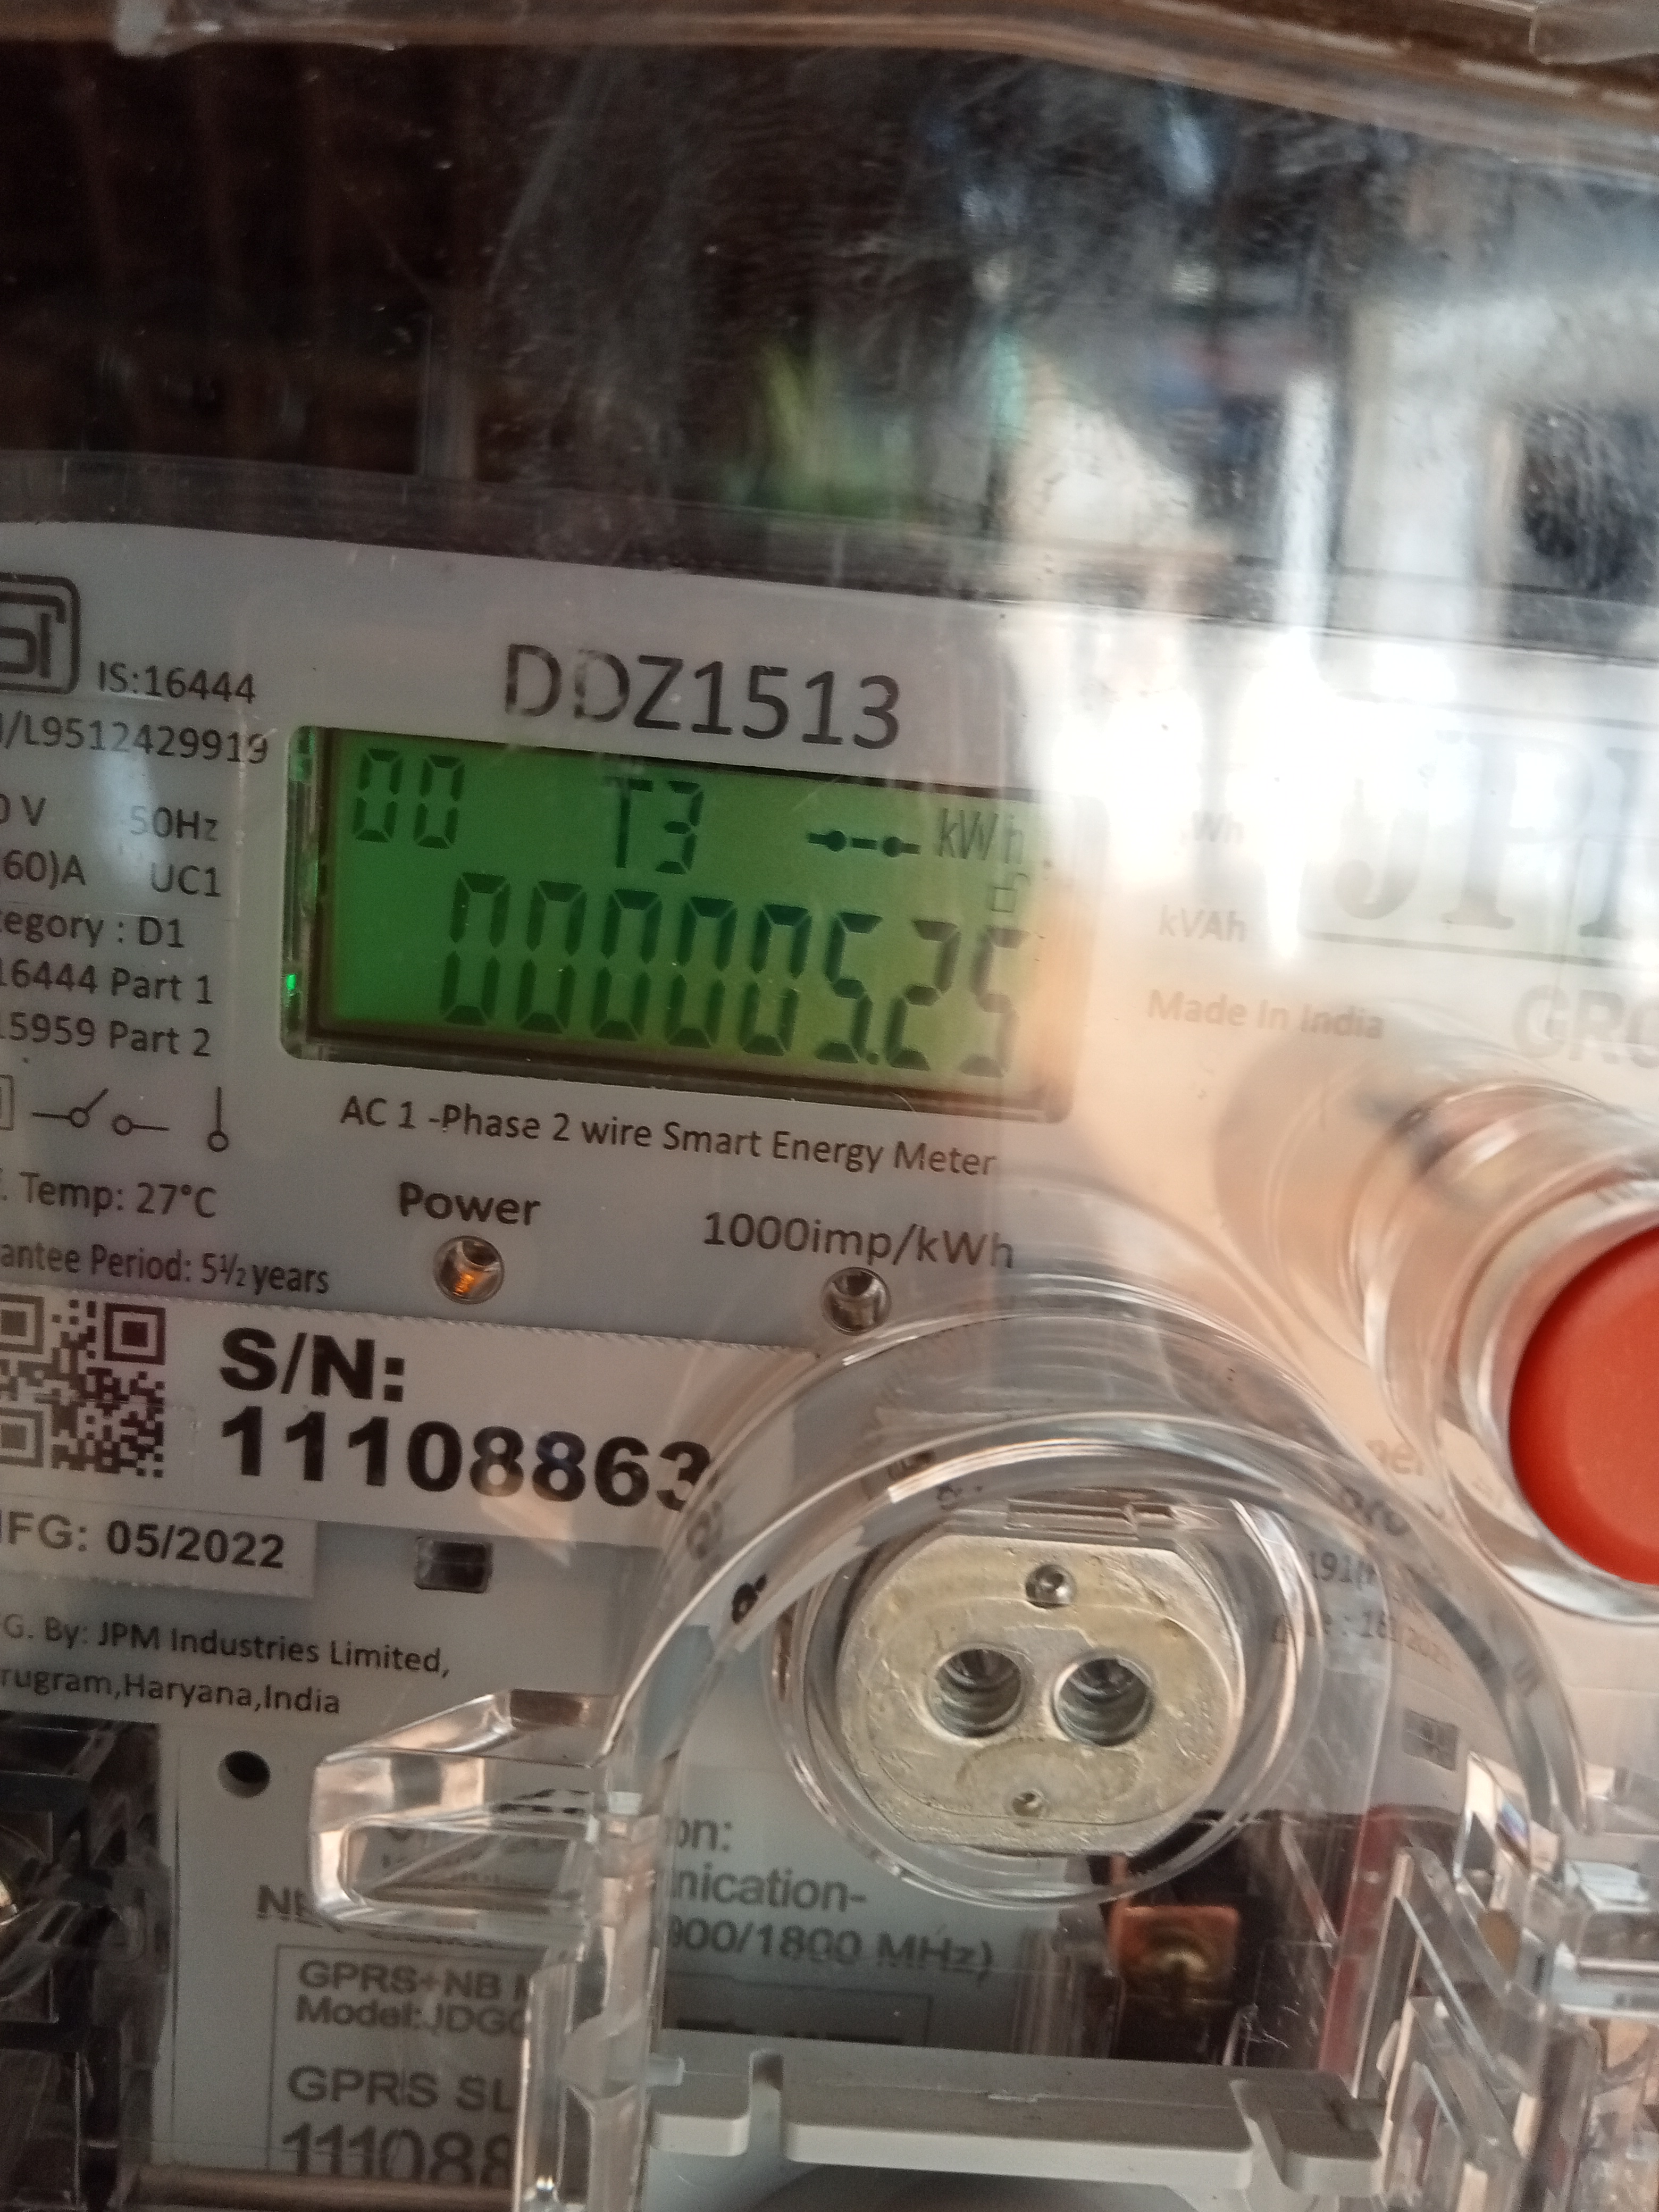 IS:16444
DDZ1513
/L9512429919
00 T3 kWh
000005.25
V 50Hz
60)A UC1
egory : D1
16444 Part 1
15959 Part 2
kVAh
Made In India
AC 1 -Phase 2 wire Smart Energy Meter
Temp: 27°C
Power
1000imp/kWh
antee Period: 5½ years
S/N:
11108863
FG: 05/2022
G. By: JPM Industries Limited,
rugram,Haryana,India
on:
nication-
900/1800 MHz)
GPRS+NB
Model:JDG
GPRS SL
111088